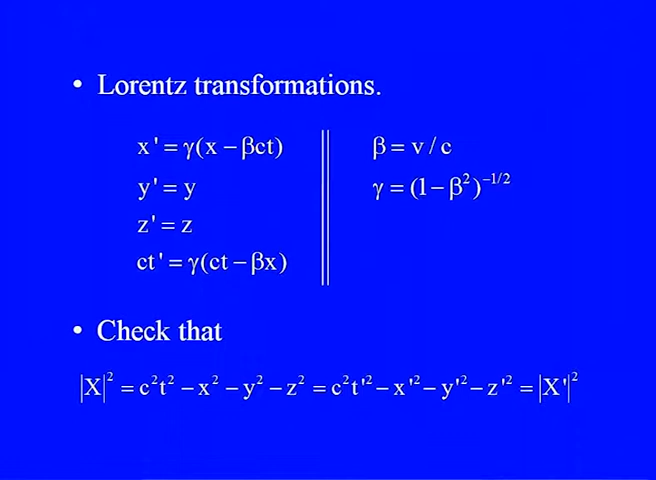 • Lorentz transformations.
x' = γ(x − βct)
β = v / c
y' = y
γ = (1 − β²)^−1/2
z' = z
ct' = γ(ct − βx)
• Check that
|X|² = c²t² − x² − y² − z² = c²t'² − x'² − y'² − z'² = |X'|²